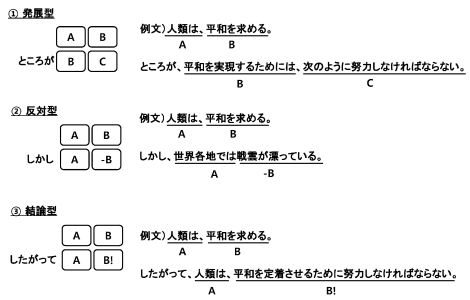 ① 発展型
A B 例文）人類は、平和を求める。
A B
ところが B C
ところが、平和を実現するためには、次のように努力しなければならない。
B C
② 反対型
A B 例文）人類は、平和を求める。
A B
しかし A -B しかし、世界各地では戦雲が漂っている。
A -B
③ 結論型
A B 例文）人類は、平和を求める。
A B
したがって A B!
したがって、人類は、平和を定着させるために努力しなければならない。
A B!